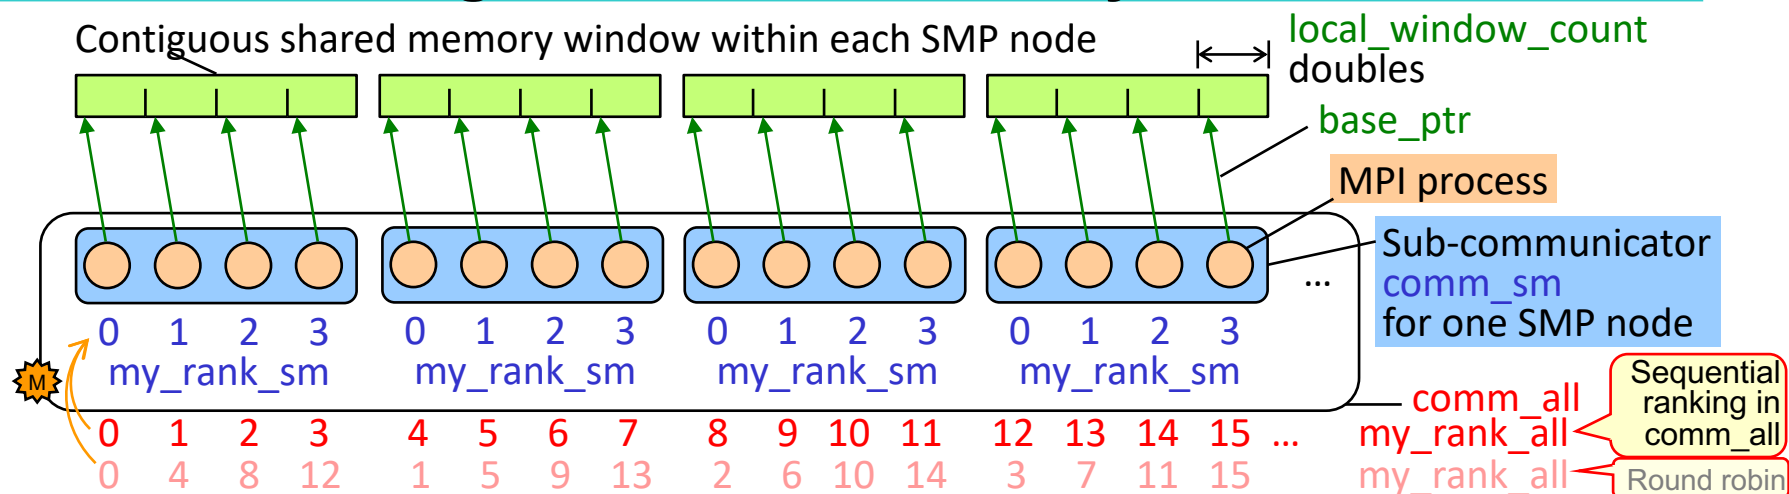 Contiguous shared memory window within each SMP node
local_window_count
doubles
base_ptr
MPI process
Sub-communicator
comm_sm
for one SMP node
...
0 1 2 3 0 1 2 3 0 1 2 3 0 1 2 3
my_rank_sm my_rank_sm my_rank_sm my_rank_sm
M
comm_all
0 1 2 3 4 5 6 7 8 9 10 11 12 13 14 15 ... my_rank_all
0 4 8 12 1 5 9 13 2 6 10 14 3 7 11 15 my_rank_all
Sequential
ranking in
comm_all
Round robin